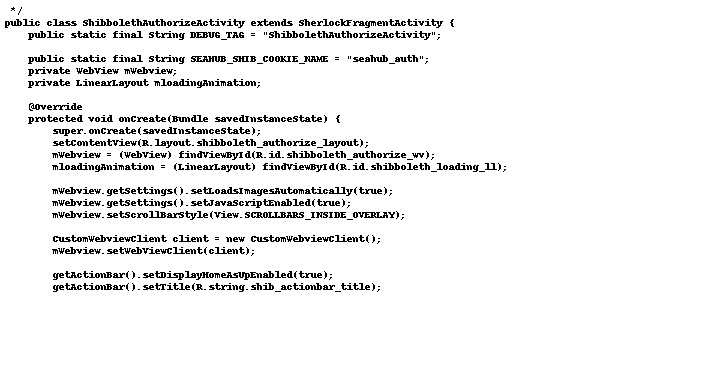 */
public class ShibbolethAuthorizeActivity extends SherlockFragmentActivity {
public static final String DEBUG_TAG = "ShibbolethAuthorizeActivity";
public static final String SEAHUB_SHIB_COOKIE_NAME = "seahub_auth";
private WebView mWebview;
private LinearLayout mloadingAnimation;
@Override
protected void onCreate(Bundle savedInstanceState) {
super.onCreate(savedInstanceState);
setContentView(R.layout.shibboleth_authorize_layout);
mWebview = (WebView) findViewById(R.id.shibboleth_authorize_wv);
mloadingAnimation = (LinearLayout) findViewById(R.id.shibboleth_loading_ll);
mWebview.getSettings().setLoadsImagesAutomatically(true);
mWebview.getSettings().setJavaScriptEnabled(true);
mWebview.setScrollBarStyle(View.SCROLLBARS_INSIDE_OVERLAY);
CustomWebviewClient client = new CustomWebviewClient();
mWebview.setWebViewClient(client);
getActionBar().setDisplayHomeAsUpEnabled(true);
getActionBar().setTitle(R.string.shib_actionbar_title);